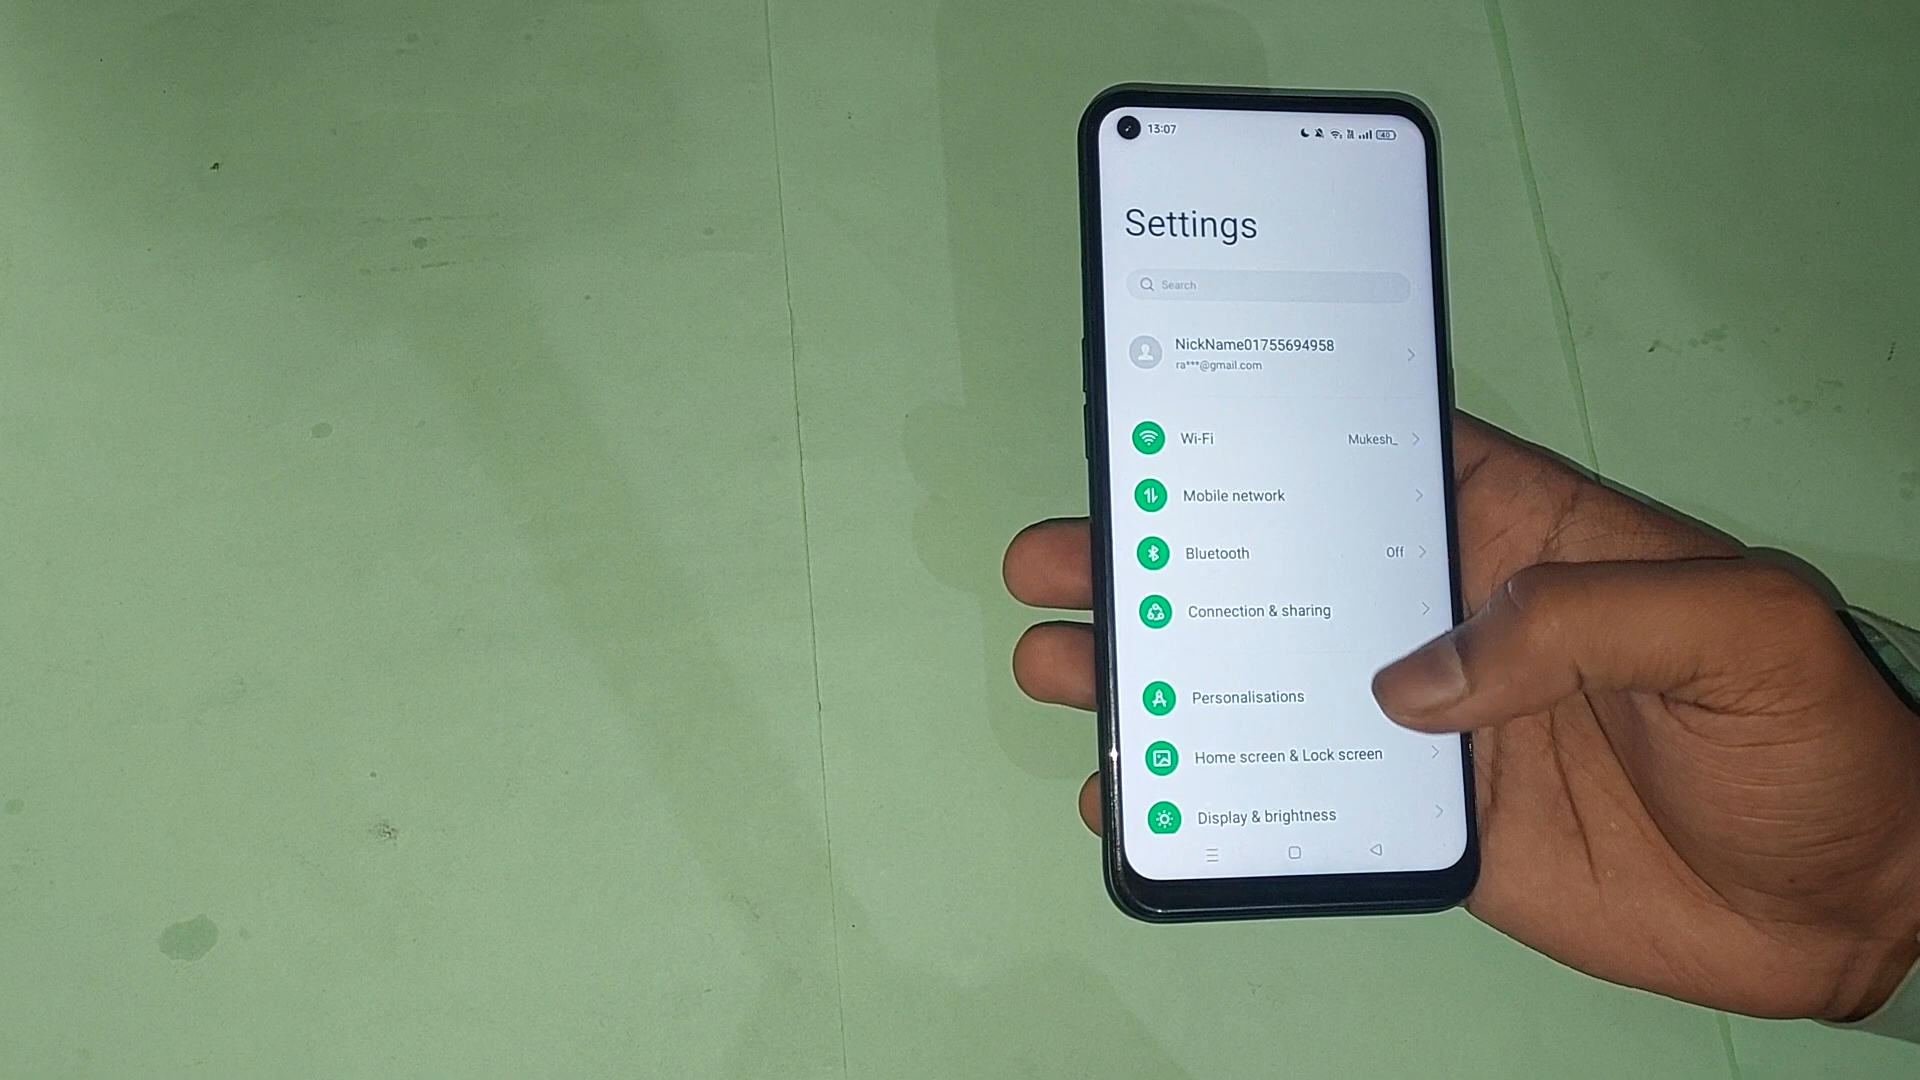 13:07
40
Settings
Search
NickName01755694958
ra***@gmail.com
Wi-Fi Mukesh_
Mobile network
Bluetooth Off
Connection & sharing
Personalisations
Home screen & Lock screen
Display & brightness